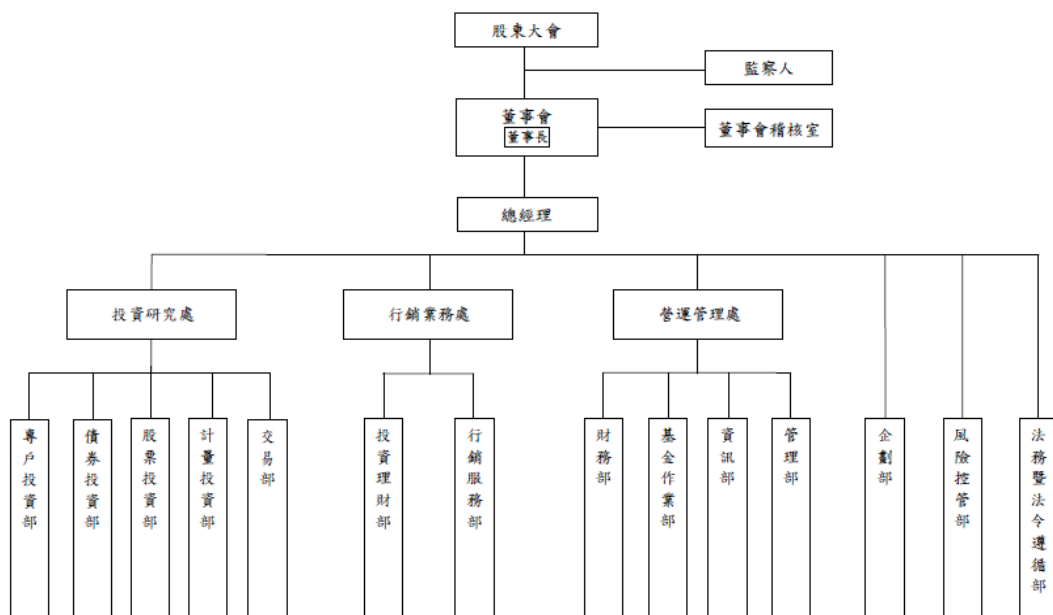 股東大會
監察人
董事會
董事長
董事會稽核室
總經理
投資研究處
行銷業務處
營運管理處
專戶投資部
債券投資部
股票投資部
計量投資部
交易部
投資理財部
行銷服務部
財務部
基金作業部
資訊部
管理部
企劃部
風險控管部
法務暨法令遵循部